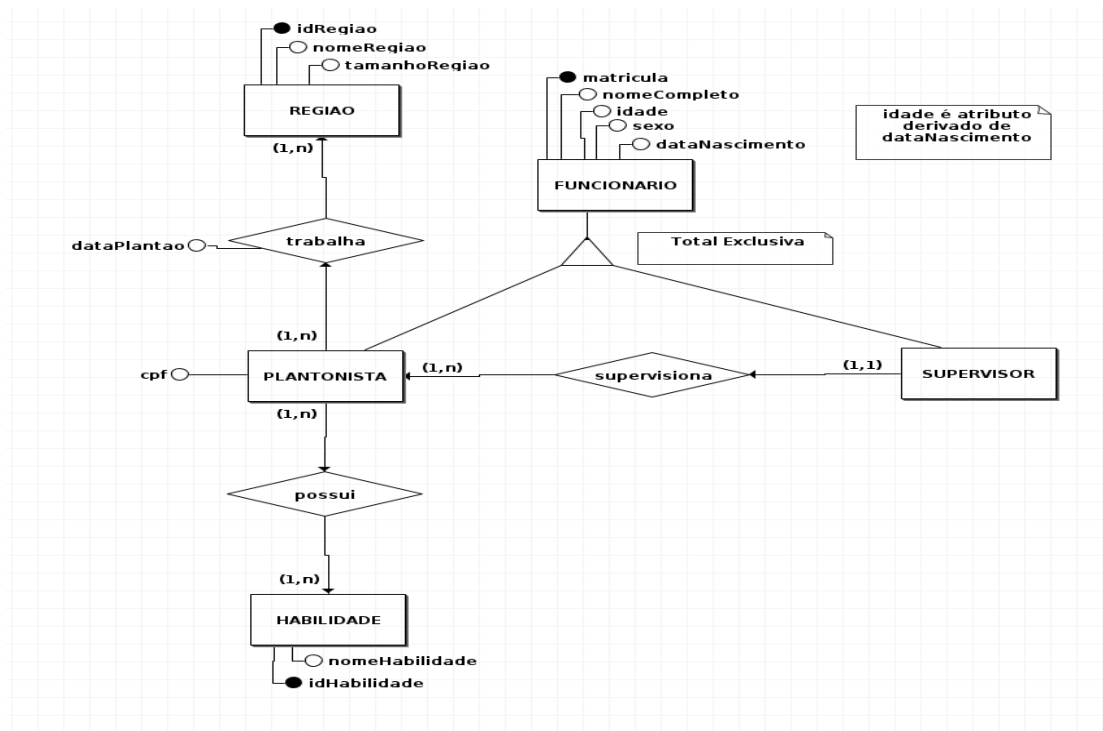 idRegiao
nomeRegiao
tamanhoRegiao
REGIAO
(1,n)
matricula
nomeCompleto
idade
sexo
dataNascimento
FUNCIONARIO
idade é atributo
derivado de
dataNascimento
dataPlantao
trabalha
Total Exclusiva
(1,n)
cpf
PLANTONISTA
(1,n)
supervisiona
(1,1)
SUPERVISOR
(1,n)
possui
(1,n)
HABILIDADE
nomeHabilidade
idHabilidade